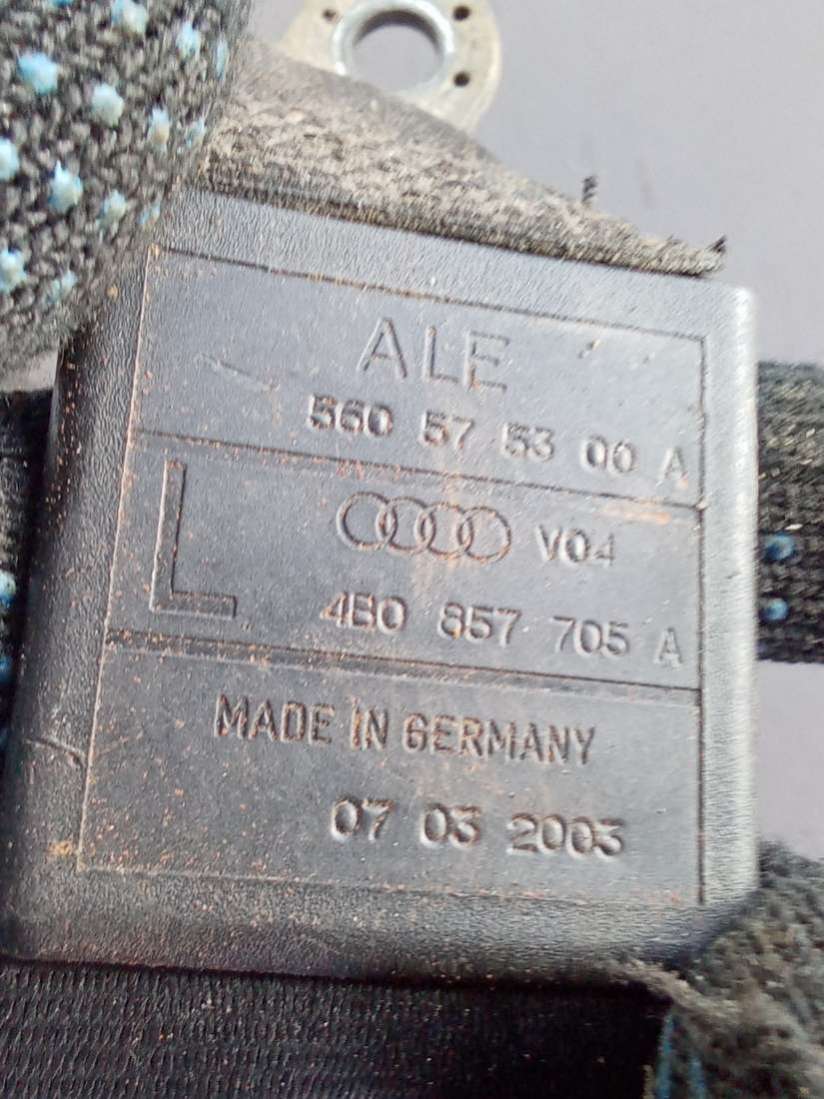 ALE
560 57 53 00 A
L
V04
4B0 857 705 A
MADE IN GERMANY
07 03 2003